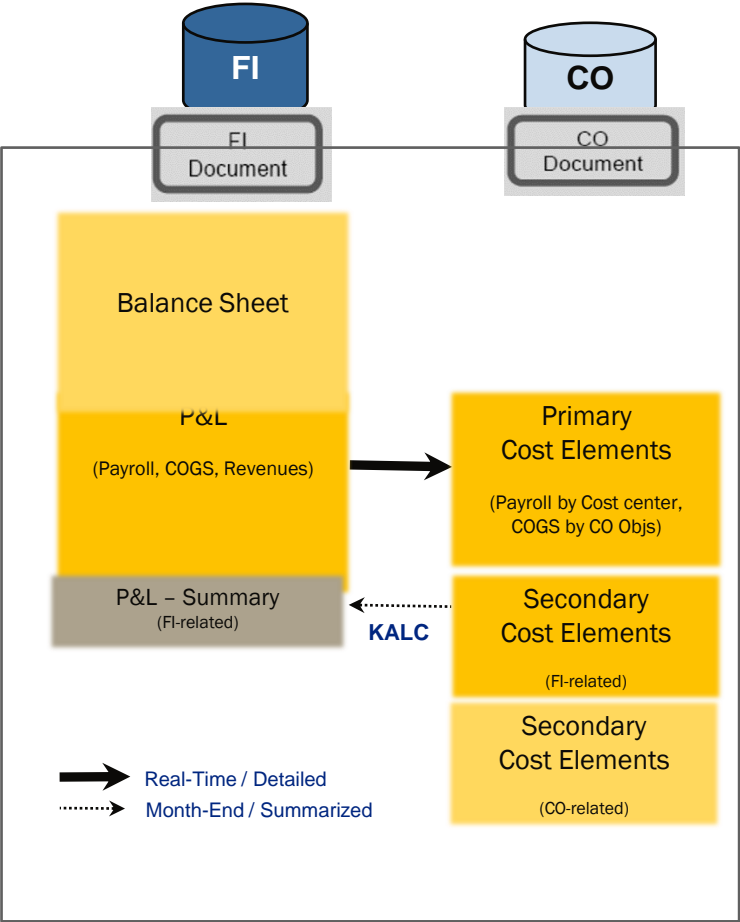 FI
CO
FI
Document
CO
Document
Balance Sheet
P&L
(Payroll, COGS, Revenues)
Primary
Cost Elements
(Payroll by Cost center,
COGS by CO Objs)
P&L – Summary
(FI-related)
KALC
Secondary
Cost Elements
(FI-related)
Secondary
Cost Elements
(CO-related)
Real-Time / Detailed
Month-End / Summarized